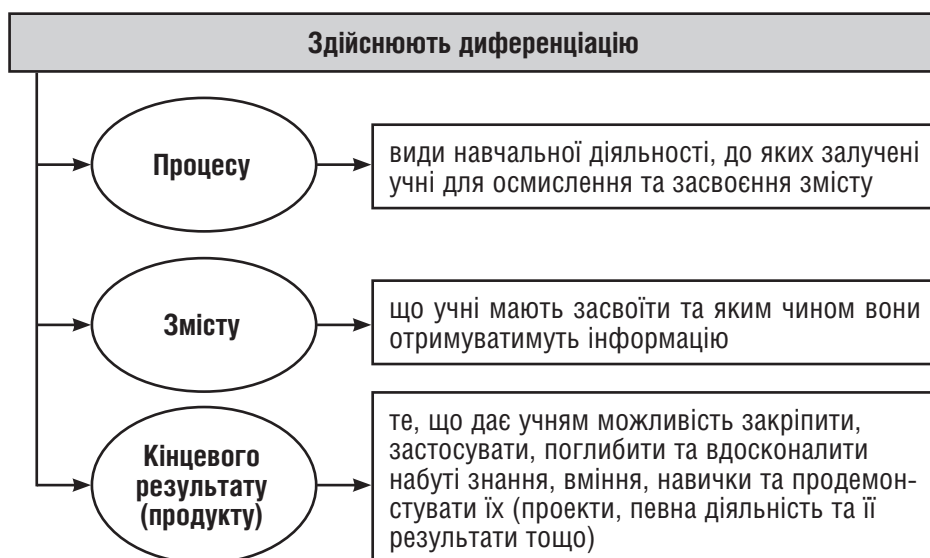 Здійснюють диференціацію
Процесу
види навчальної діяльності, до яких залучені
учні для осмислення та засвоєння змісту
Змісту
що учні мають засвоїти та яким чином вони
отримуватимуть інформацію
Кінцевого
результату
(продукту)
те, що дає учням можливість закріпити,
застосувати, поглибити та вдосконалити
набуті знання, вміння, навички та продемон-
стувати їх (проекти, певна діяльність та її
результати тощо)